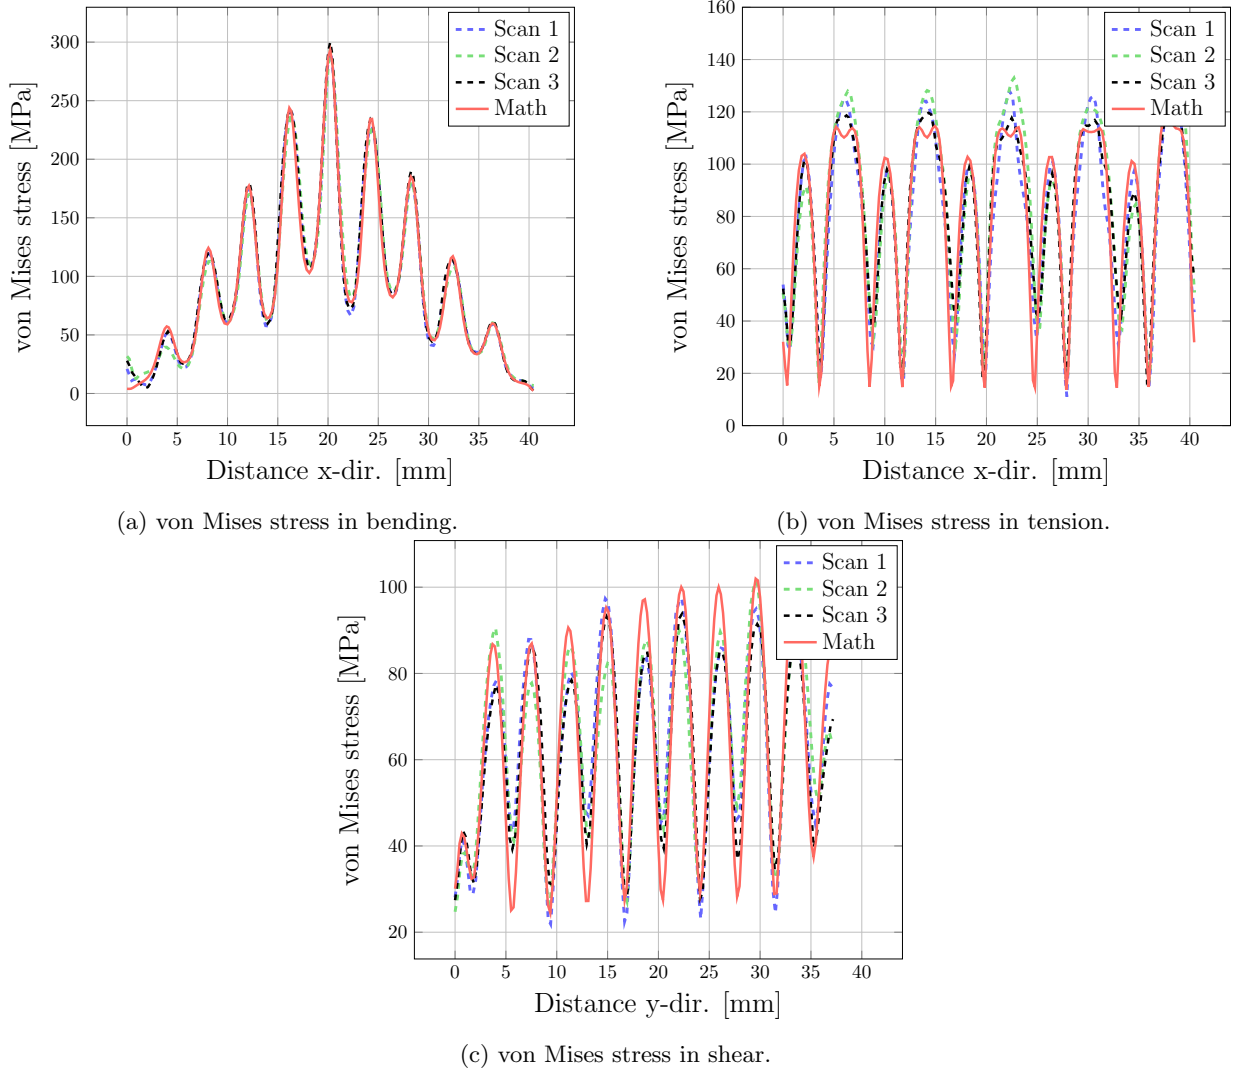 von Mises stress [MPa]
300
250
200
150
100
50
0
0 5 10 15 20 25 30 35 40
Distance x-dir. [mm]
Scan 1
Scan 2
Scan 3
Math
(a) von Mises stress in bending.
von Mises stress [MPa]
160
140
120
100
80
60
40
20
0
0 5 10 15 20 25 30 35 40
Distance x-dir. [mm]
Scan 1
Scan 2
Scan 3
Math
(b) von Mises stress in tension.
von Mises stress [MPa]
100
80
60
40
20
0 5 10 15 20 25 30 35 40
Distance y-dir. [mm]
Scan 1
Scan 2
Scan 3
Math
(c) von Mises stress in shear.